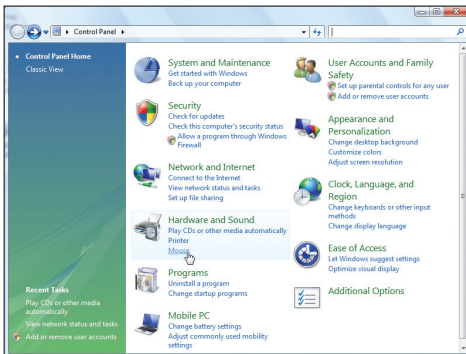 Control Panel
Control Panel Home
Classic View
System and Maintenance
Get started with Windows
Back up your computer
Security
Check for updates
Check this computer's security status
Allow a program through Windows
Firewall
Network and Internet
Connect to the Internet
View network status and tasks
Set up file sharing
Hardware and Sound
Play CDs or other media automatically
Printer
Mouse
Programs
Uninstall a program
Change startup programs
Mobile PC
Change battery settings
Adjust commonly used mobility
settings
User Accounts and Family
Safety
Set up parental controls for any user
Add or remove user accounts
Appearance and
Personalization
Change desktop background
Customize colors
Adjust screen resolution
Clock, Language, and
Region
Change keyboards or other input
methods
Change display language
Ease of Access
Let Windows suggest settings
Optimize visual display
Additional Options
Recent Tasks
Play CDs or other media
automatically
View network status and tasks
Add or remove user accounts